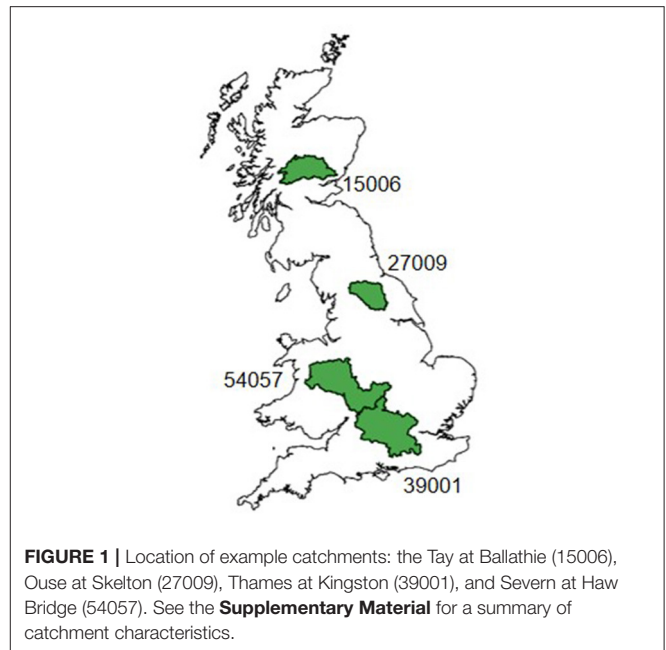 15006
27009
54057
39001
FIGURE 1 | Location of example catchments: the Tay at Ballathie (15006),
Ouse at Skelton (27009), Thames at Kingston (39001), and Severn at Haw
Bridge (54057). See the Supplementary Material for a summary of
catchment characteristics.